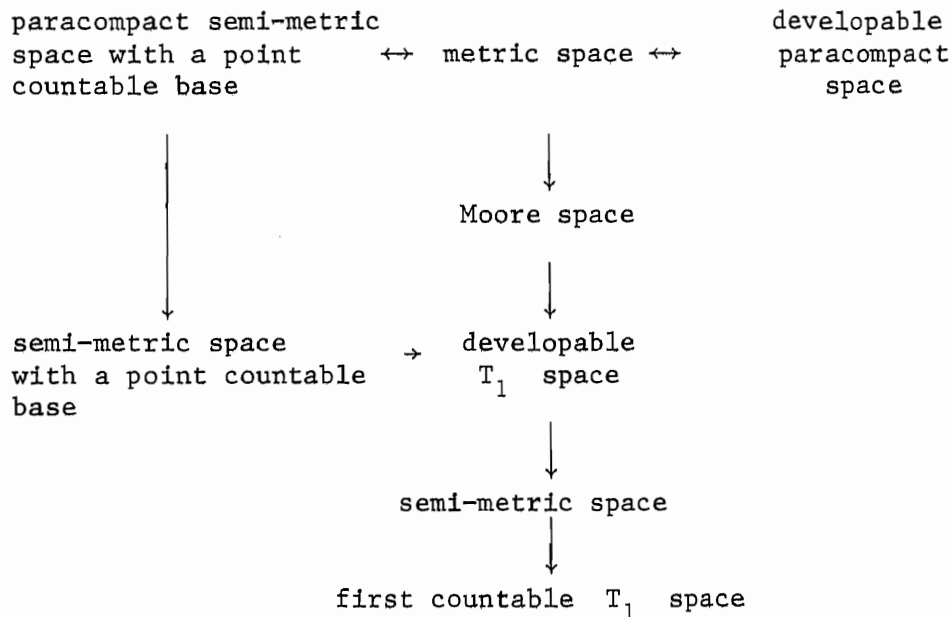 paracompact semi-metric
space with a point
countable base
↔ metric space ↔
developable
paracompact
space
Moore space
semi-metric space
with a point countable
base
→
developable
T₁ space
semi-metric space
first countable T₁ space